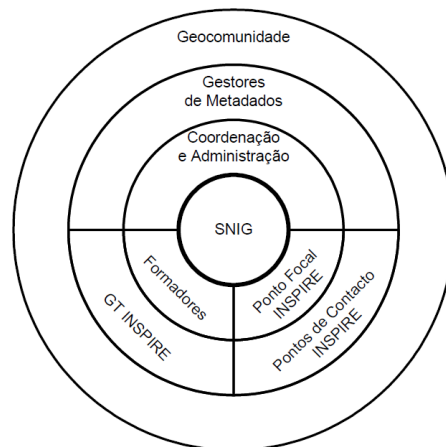 Geocomunidade
Gestores
de Metadados
Coordenação
e Administração
SNIG
Formadores
Ponto Focal
INSPIRE
GT INSPIRE
Pontos de Contacto
INSPIRE